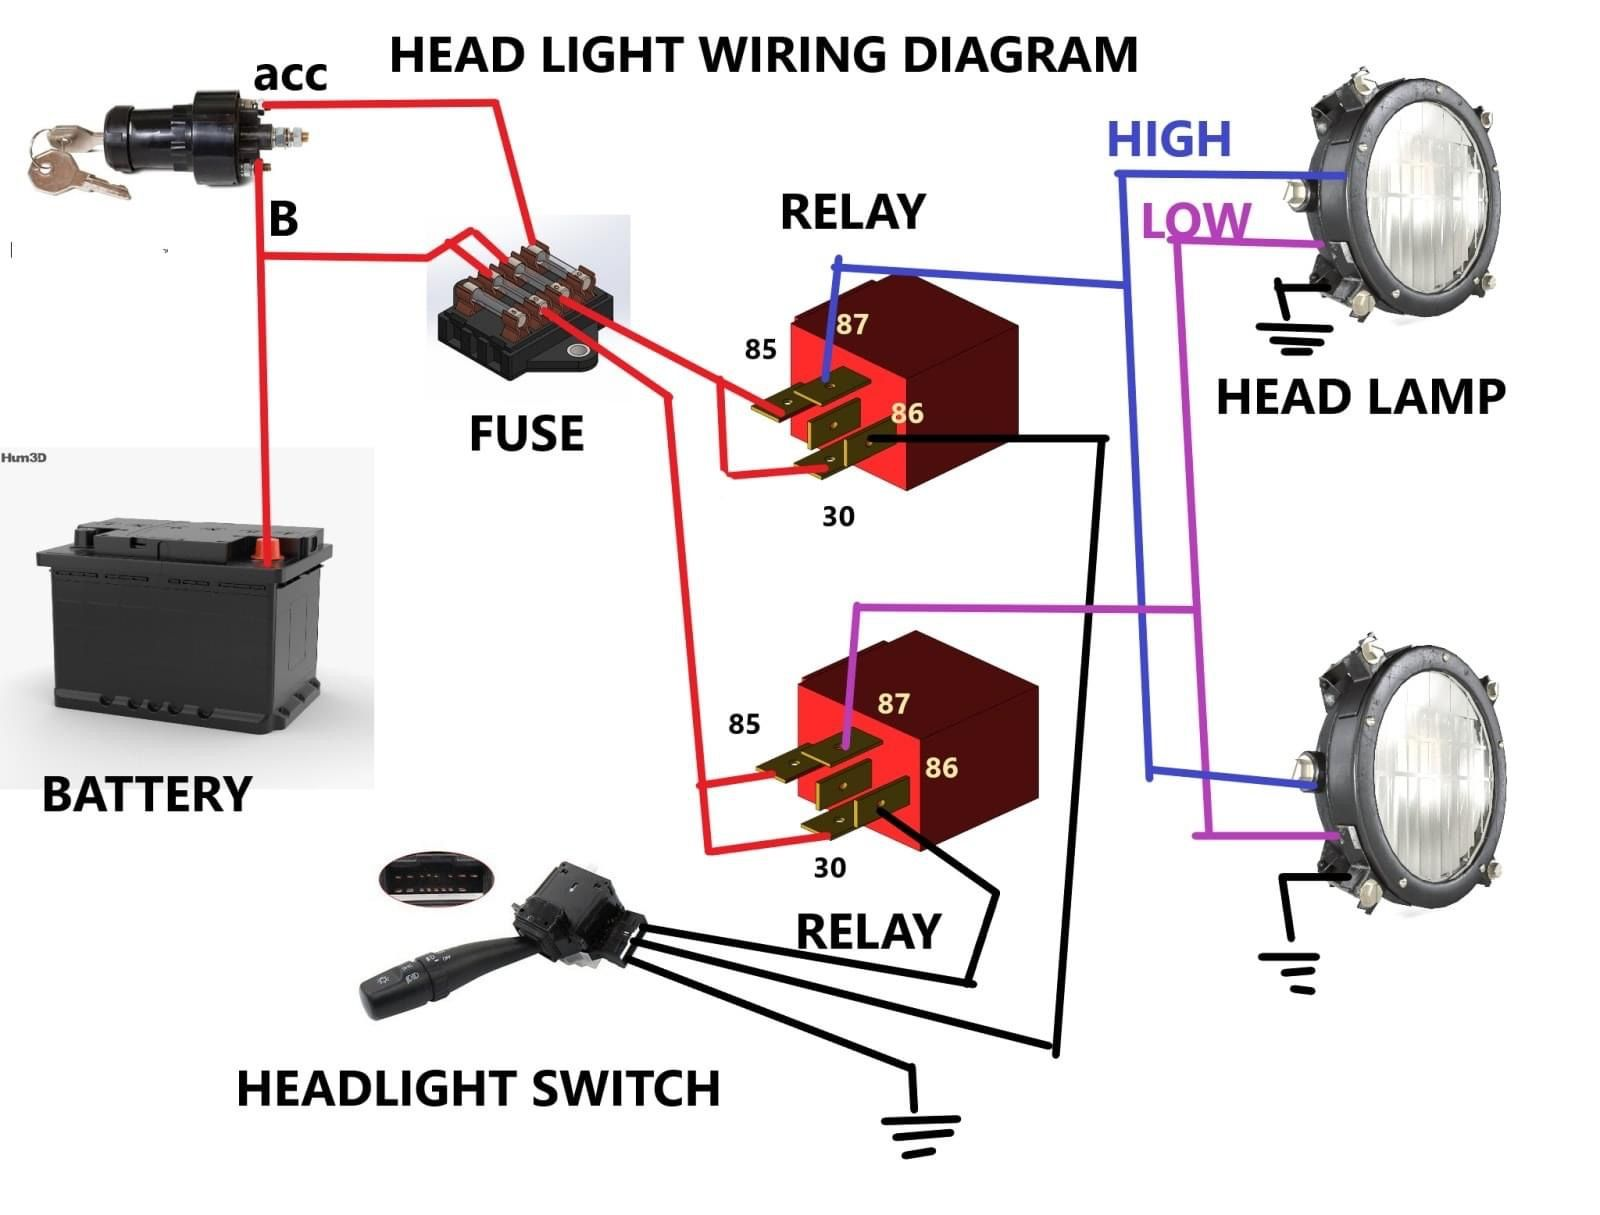 HEAD LIGHT WIRING DIAGRAM
acc
B
HIGH
LOW
RELAY
87
85
86
30
FUSE
HEAD LAMP
Hum3D
BATTERY
87
85
86
30
RELAY
HEADLIGHT SWITCH